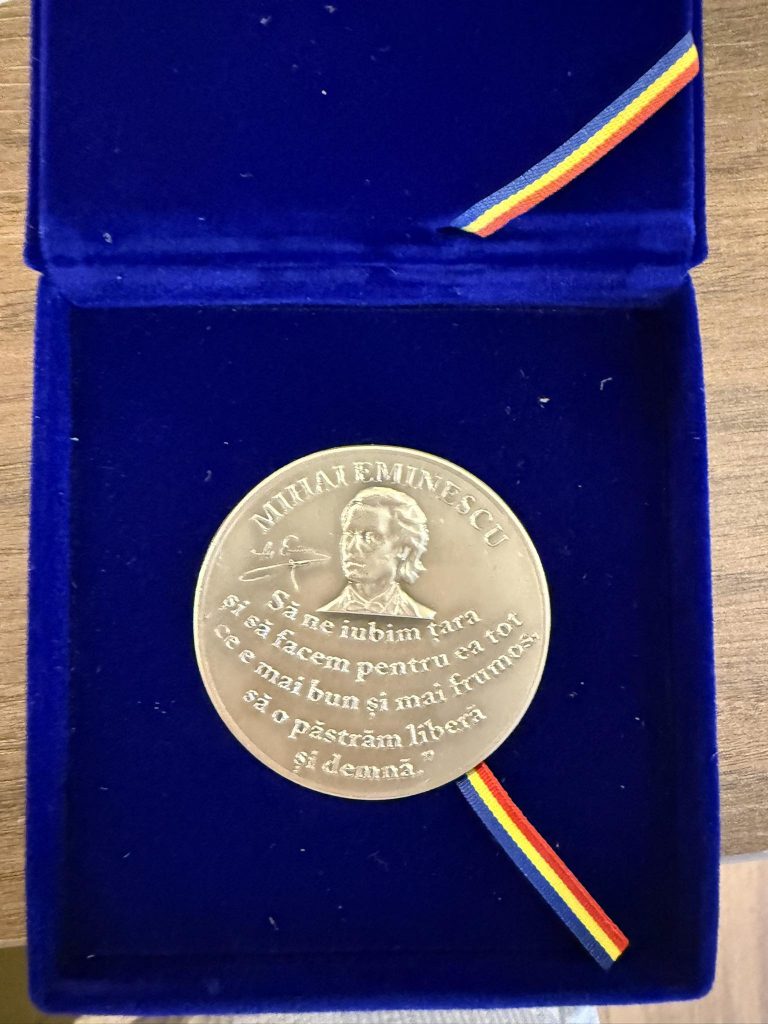 MIHAI EMINESCU
Să ne iubim țara
și să facem pentru ea tot
ce e mai bun și mai frumos,
să o păstrăm liberă
și demnă.”